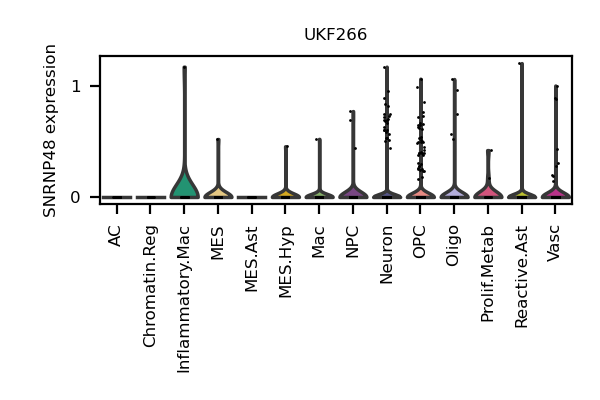 UKF266
SNRNP48 expression
1
0
AC
Chromatin.Reg
Inflammatory.Mac
MES
MES.Ast
MES.Hyp
Mac
NPC
Neuron
OPC
Oligo
Prolif.Metab
Reactive.Ast
Vasc